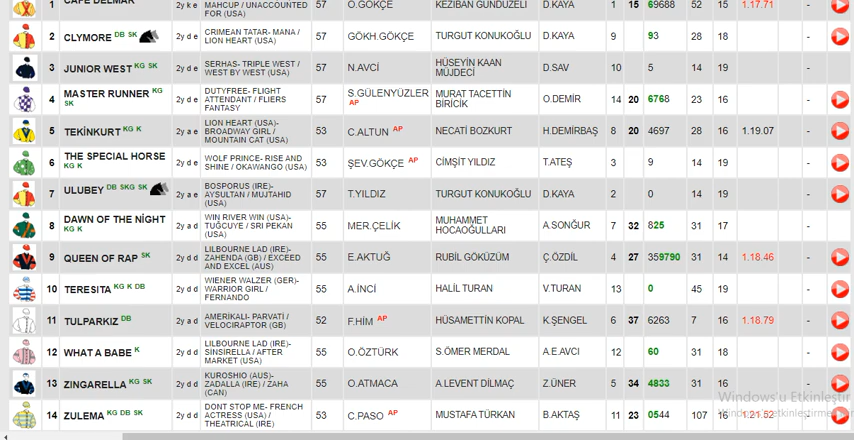 1 CAFE DELMAR 2y k e MAHCUP / UNACCOUNTED FOR (USA) 57 O.GÖKÇE KEZİBAN GÜNDÜZELİ D.KAYA 1 15 69688 52 15 1.17.71 -
2 CLYMORE DB SK 2y d e CRIMEAN TATAR- MANA / LION HEART (USA) 57 GÖKH.GÖKÇE TURGUT KONUKOĞLU D.KAYA 9 93 28 18 -
3 JUNIOR WEST KG SK 2y d e SERHAS- TRIPLE WEST / WEST BY WEST (USA) 57 N.AVCİ HÜSEYİN KAAN MÜJDECİ D.SAV 10 5 14 19 -
4 MASTER RUNNER KG SK 2y d e DUTYFREE- FLIGHT ATTENDANT / FLIERS FANTASY 57 S.GÜLENYÜZLER AP MURAT TACETTİN BİRİCİK O.DEMİR 14 20 6768 23 16 -
5 TEKİNKURT KG K 2y a e LION HEART (USA)- BROADWAY GIRL / MOUNTAIN CAT (USA) 53 C.ALTUN AP NECATİ BOZKURT H.DEMİRBAŞ 8 20 4697 28 16 1.19.07 -
6 THE SPECIAL HORSE KG K 2y d e WOLF PRINCE- RISE AND SHINE / OKAWANGO (USA) 53 ŞEV.GÖKÇE AP CİMŞİT YILDIZ T.ATEŞ 3 9 14 19 -
7 ULUBEY DB SKG SK 2y a e BOSPORUS (IRE)- AYSULTAN / MUJTAHID (USA) 57 T.YILDIZ TURGUT KONUKOĞLU D.KAYA 2 0 14 19 -
8 DAWN OF THE NIGHT KG K 2y a d WIN RIVER WIN (USA)- TUĞCUYE / SRI PEKAN (USA) 55 MER.ÇELİK MUHAMMET HOCAOĞULLARI A.SONĞUR 7 32 825 31 17 -
9 QUEEN OF RAP SK 2y d d LILBOURNE LAD (IRE)- ZAHENDA (GB) / EXCEED AND EXCEL (AUS) 55 E.AKTUĞ RUBİL GÖKÜZÜM Ç.ÖZDİL 4 27 359790 31 14 1.18.46 -
10 TERESITA KG K DB 2y d d WIENER WALZER (GER)- WARRIOR GIRL / FERNANDO 55 A.İNCİ HALİL TURAN V.TURAN 13 0 45 19 -
11 TULPARKIZ DB 2y a d AMERİKALI- PARVATİ / VELOCIRAPTOR (GB) 52 F.HİM AP HÜSAMETTİN KOPAL K.ŞENGEL 6 37 6263 7 16 1.18.79 -
12 WHAT A BABE K 2y d d LILBOURNE LAD (IRE)- SINSIRELLA / AFTER MARKET (USA) 55 O.ÖZTÜRK S.ÖMER MERDAL A.E.AVCI 12 60 31 18 -
13 ZINGARELLA KG SK 2y d d KUROSHIO (AUS)- ZADALLA (IRE) / ZAHA (CAN) 55 O.ATMACA A.LEVENT DİLMAÇ Z.ÜNER 5 34 4833 31 16 -
14 ZULEMA KG DB SK 2y d d DONT STOP ME- FRENCH ACTRESS (USA) / THEATRICAL (IRE) 53 C.PASO AP MUSTAFA TÜRKAN B.AKTAŞ 11 23 0544 107 16 1.21.52 -
Windows'u Etkinleştir
Windows'u etkinleştirme